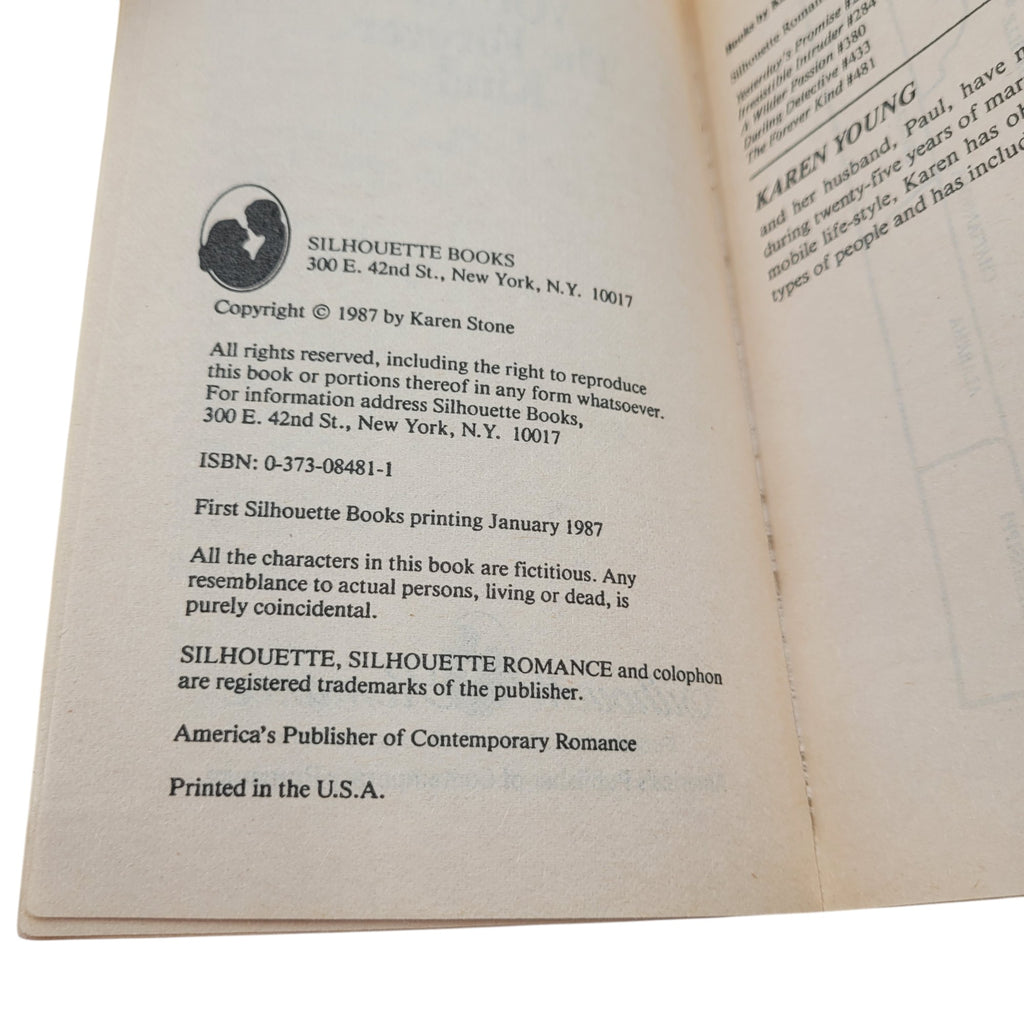 SILHOUETTE BOOKS
300 E. 42nd St., New York, N.Y. 10017
Copyright © 1987 by Karen Stone
All rights reserved, including the right to reproduce
this book or portions thereof in any form whatsoever.
For information address Silhouette Books,
300 E. 42nd St., New York, N.Y. 10017
ISBN: 0-373-08481-1
First Silhouette Books printing January 1987
All the characters in this book are fictitious. Any
resemblance to actual persons, living or dead, is
purely coincidental.
SILHOUETTE, SILHOUETTE ROMANCE and colophon
are registered trademarks of the publisher.
America's Publisher of Contemporary Romance
Printed in the U.S.A.
Books by
Silhouette
Yesterday's Promise
Irresistible Intruder #284
A Wilder Passion #380
Darling Detective #433
The Forever Kind #481
KAREN YOUNG
and her husband, Paul, have
during twenty-five years of
mobile life-style, Karen has
types of people and has